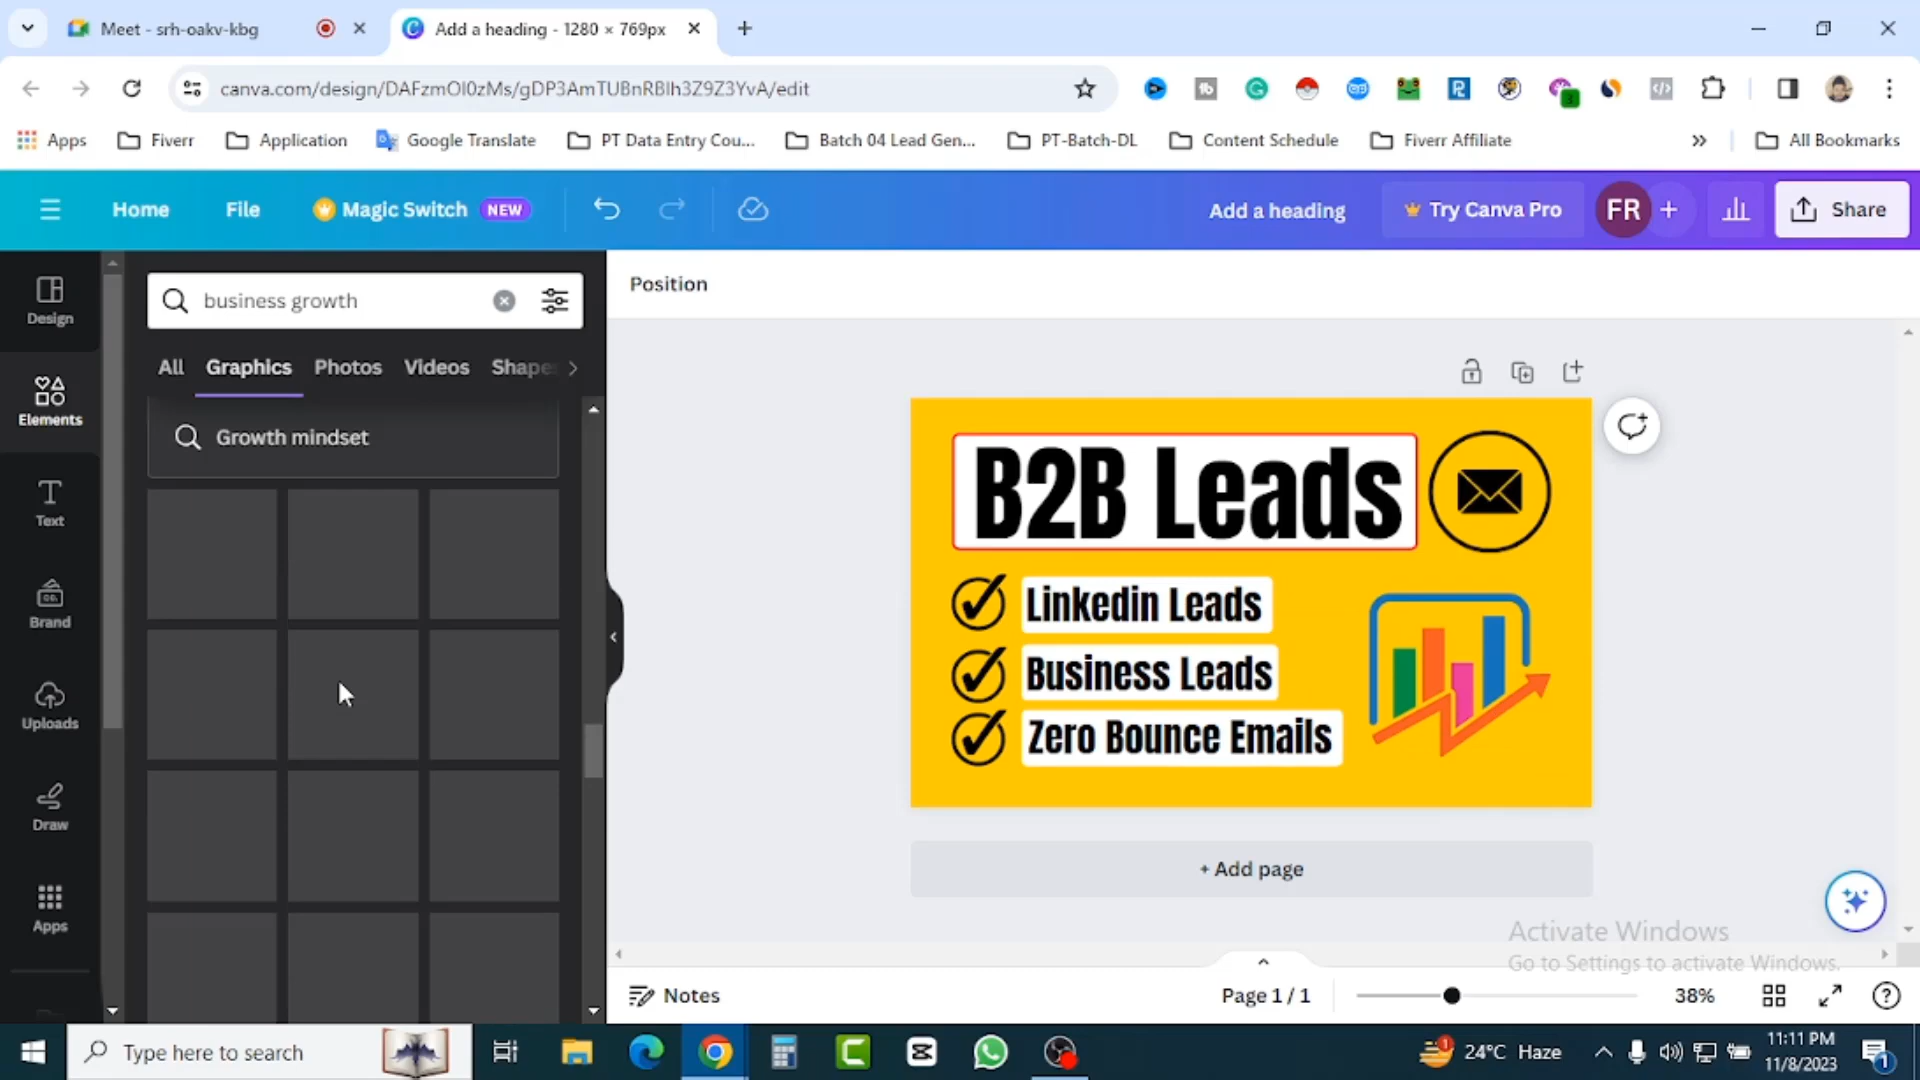 Meet - srh-oakv-kbg
Add a heading - 1280 × 769px
canva.com/design/DAFzmOl0zMs/gDP3AmTUBnRBIh3Z9Z3YvA/edit
Apps
Fiverr
Application
Google Translate
PT Data Entry Cou...
Batch 04 Lead Gen...
PT-Batch-DL
Content Schedule
Fiverr Affiliate
All Bookmarks
Home
File
Magic Switch
NEW
Add a heading
Try Canva Pro
FR
Share
Design
Elements
Text
Brand
Uploads
Draw
Apps
business growth
All
Graphics
Photos
Videos
Shape
Growth mindset
Position
B2B Leads
Linkedin Leads
Business Leads
Zero Bounce Emails
+ Add page
Activate Windows
Go to Settings to activate Windows.
Notes
Page 1 / 1
38%
Type here to search
24°C Haze
11:11 PM
11/8/2023